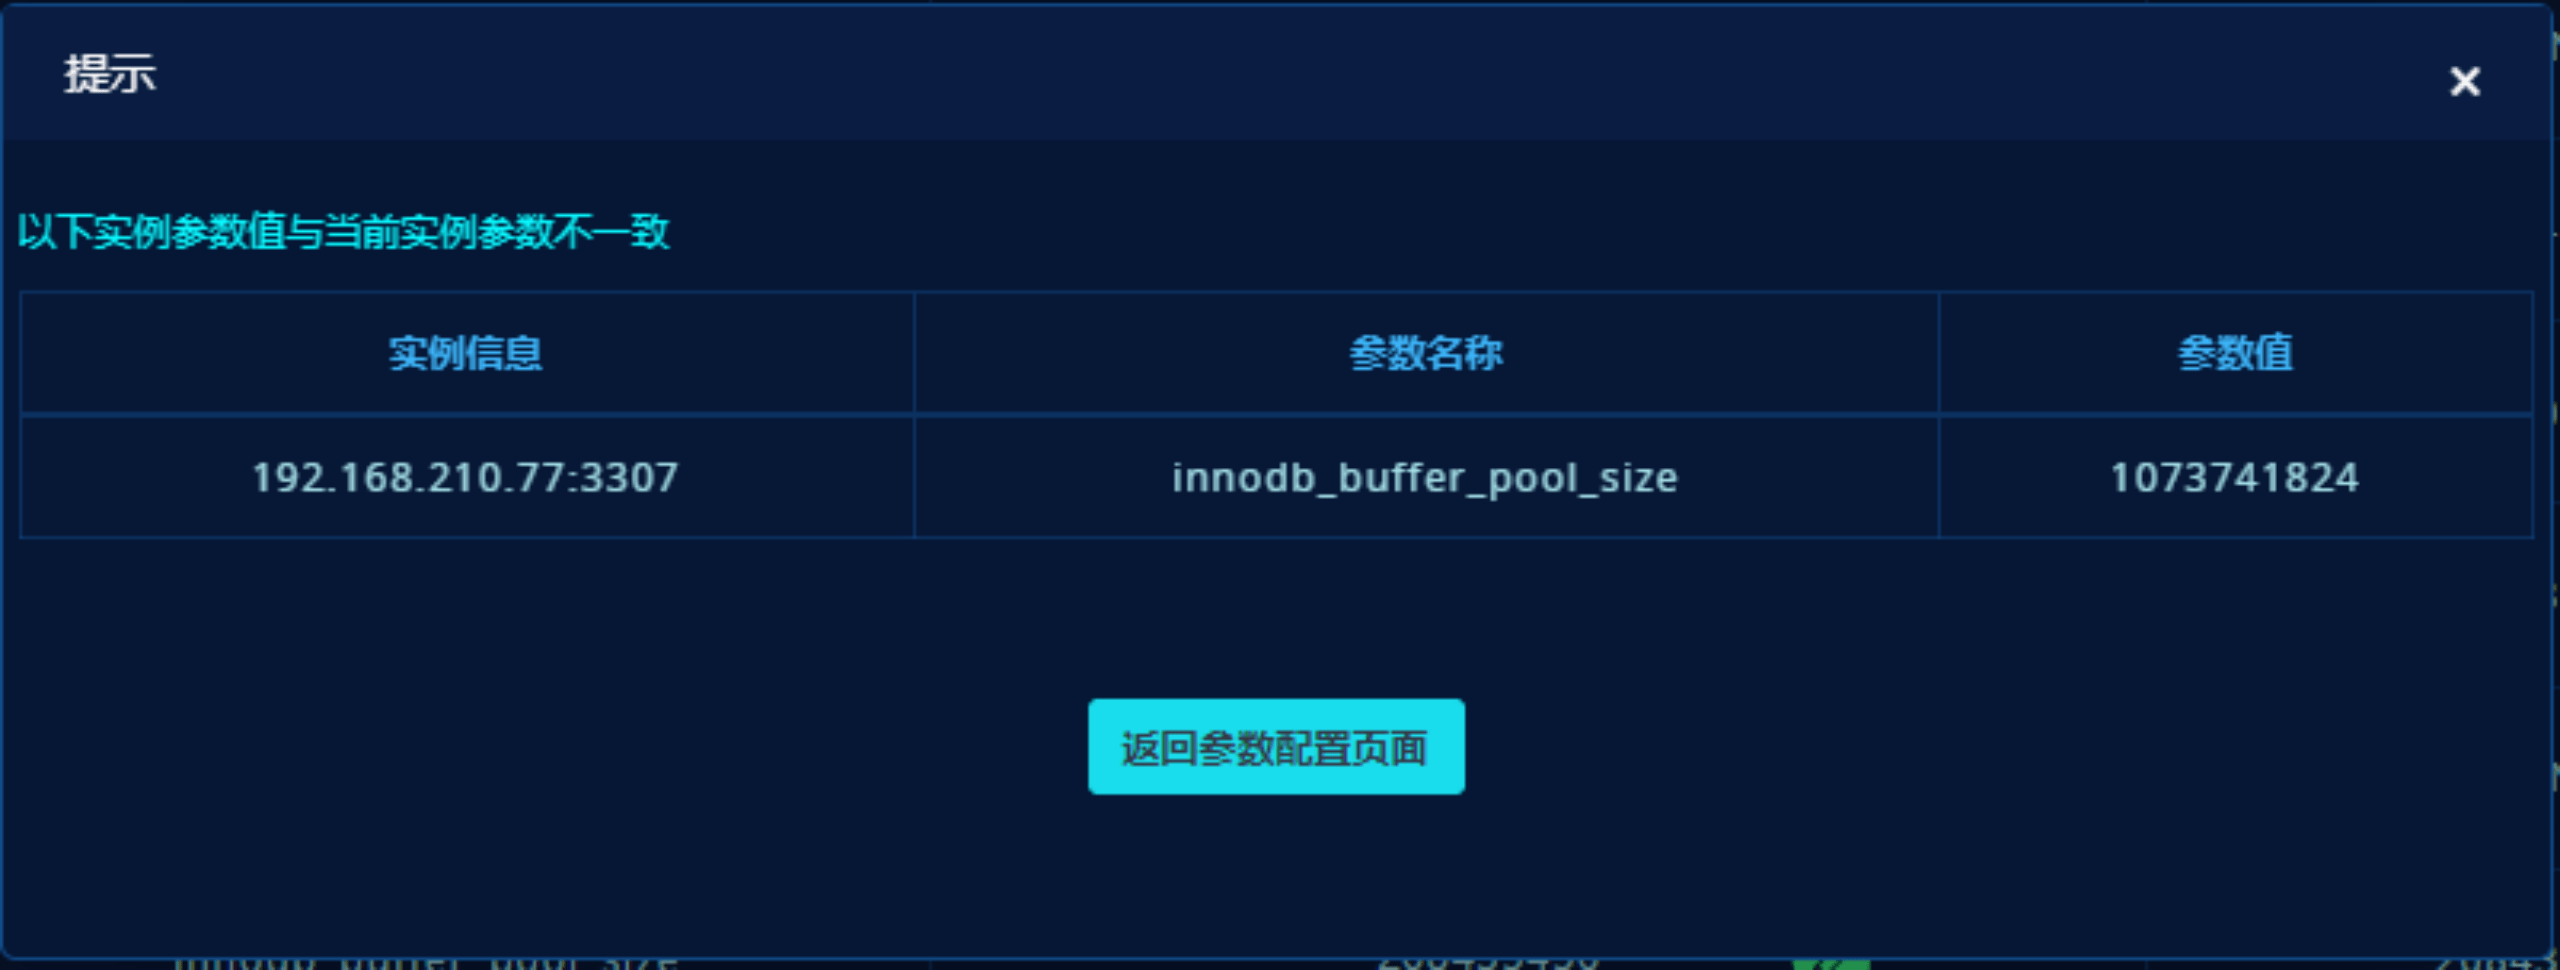 提示
×
以下实例参数值与当前实例参数不一致
实例信息 参数名称 参数值
192.168.210.77:3307 innodb_buffer_pool_size 1073741824
返回参数配置页面
innodb_buffer_pool_size